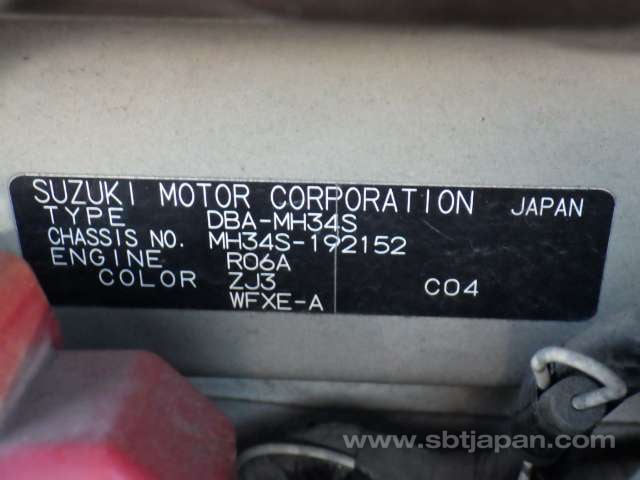 SUZUKI MOTOR CORPORATION JAPAN
TYPE DBA-MH34S
CHASSIS NO. MH34S-192152
ENGINE R06A
COLOR ZJ3 C04
WFXE-A
www.sbtjapan.com